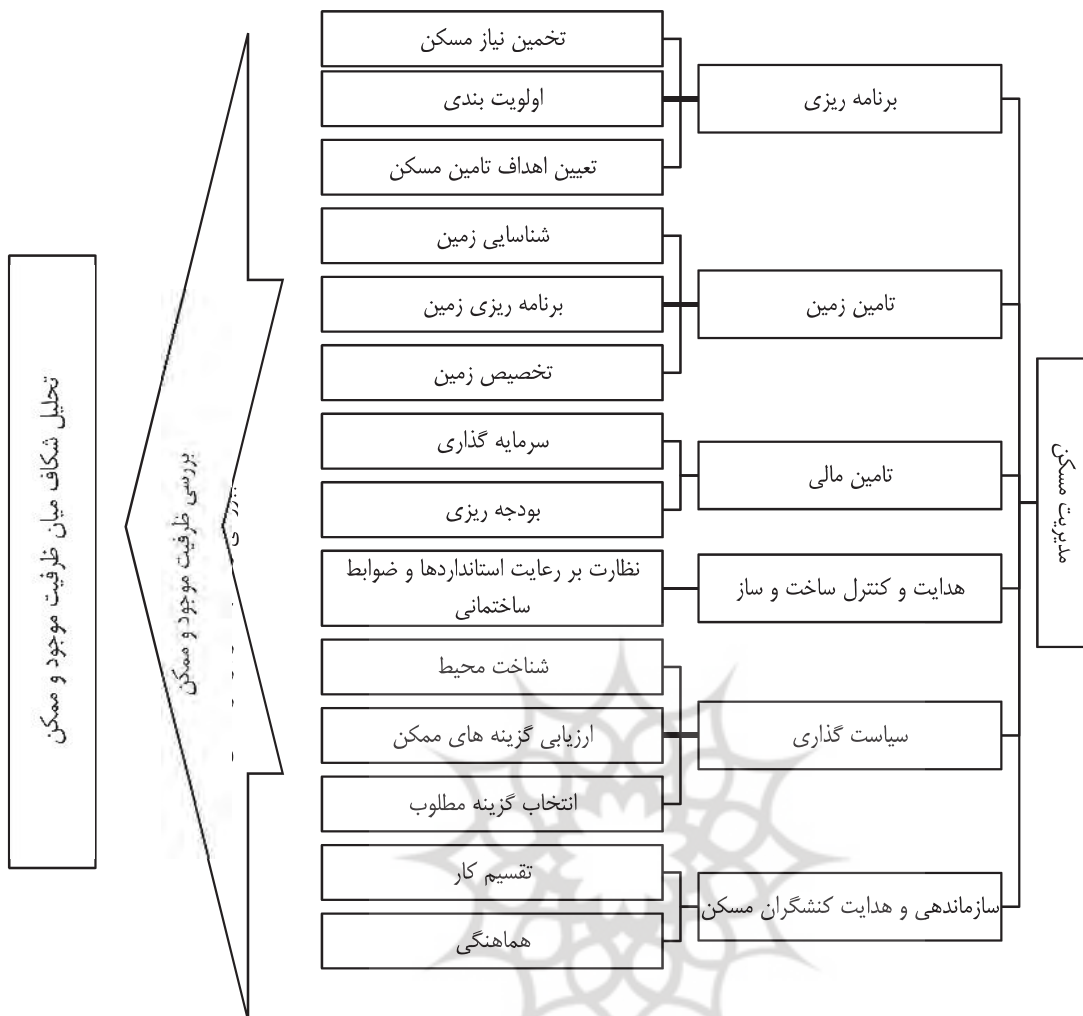 مدیریت مسکن
برنامه ریزی
تخمین نیاز مسکن
اولویت بندی
تعیین اهداف تامین مسکن
تامین زمین
شناسایی زمین
برنامه ریزی زمین
تخصیص زمین
تامین مالی
سرمایه گذاری
بودجه ریزی
هدایت و کنترل ساخت و ساز
نظارت بر رعایت استانداردها و ضوابط
ساختمانی
سیاست گذاری
شناخت محیط
ارزیابی گزینه های ممکن
انتخاب گزینه مطلوب
سازماندهی و هدایت کنشگران مسکن
تقسیم کار
هماهنگی
بررسی ظرفیت موجود و ممکن
تحلیل شکاف میان ظرفیت موجود و ممکن